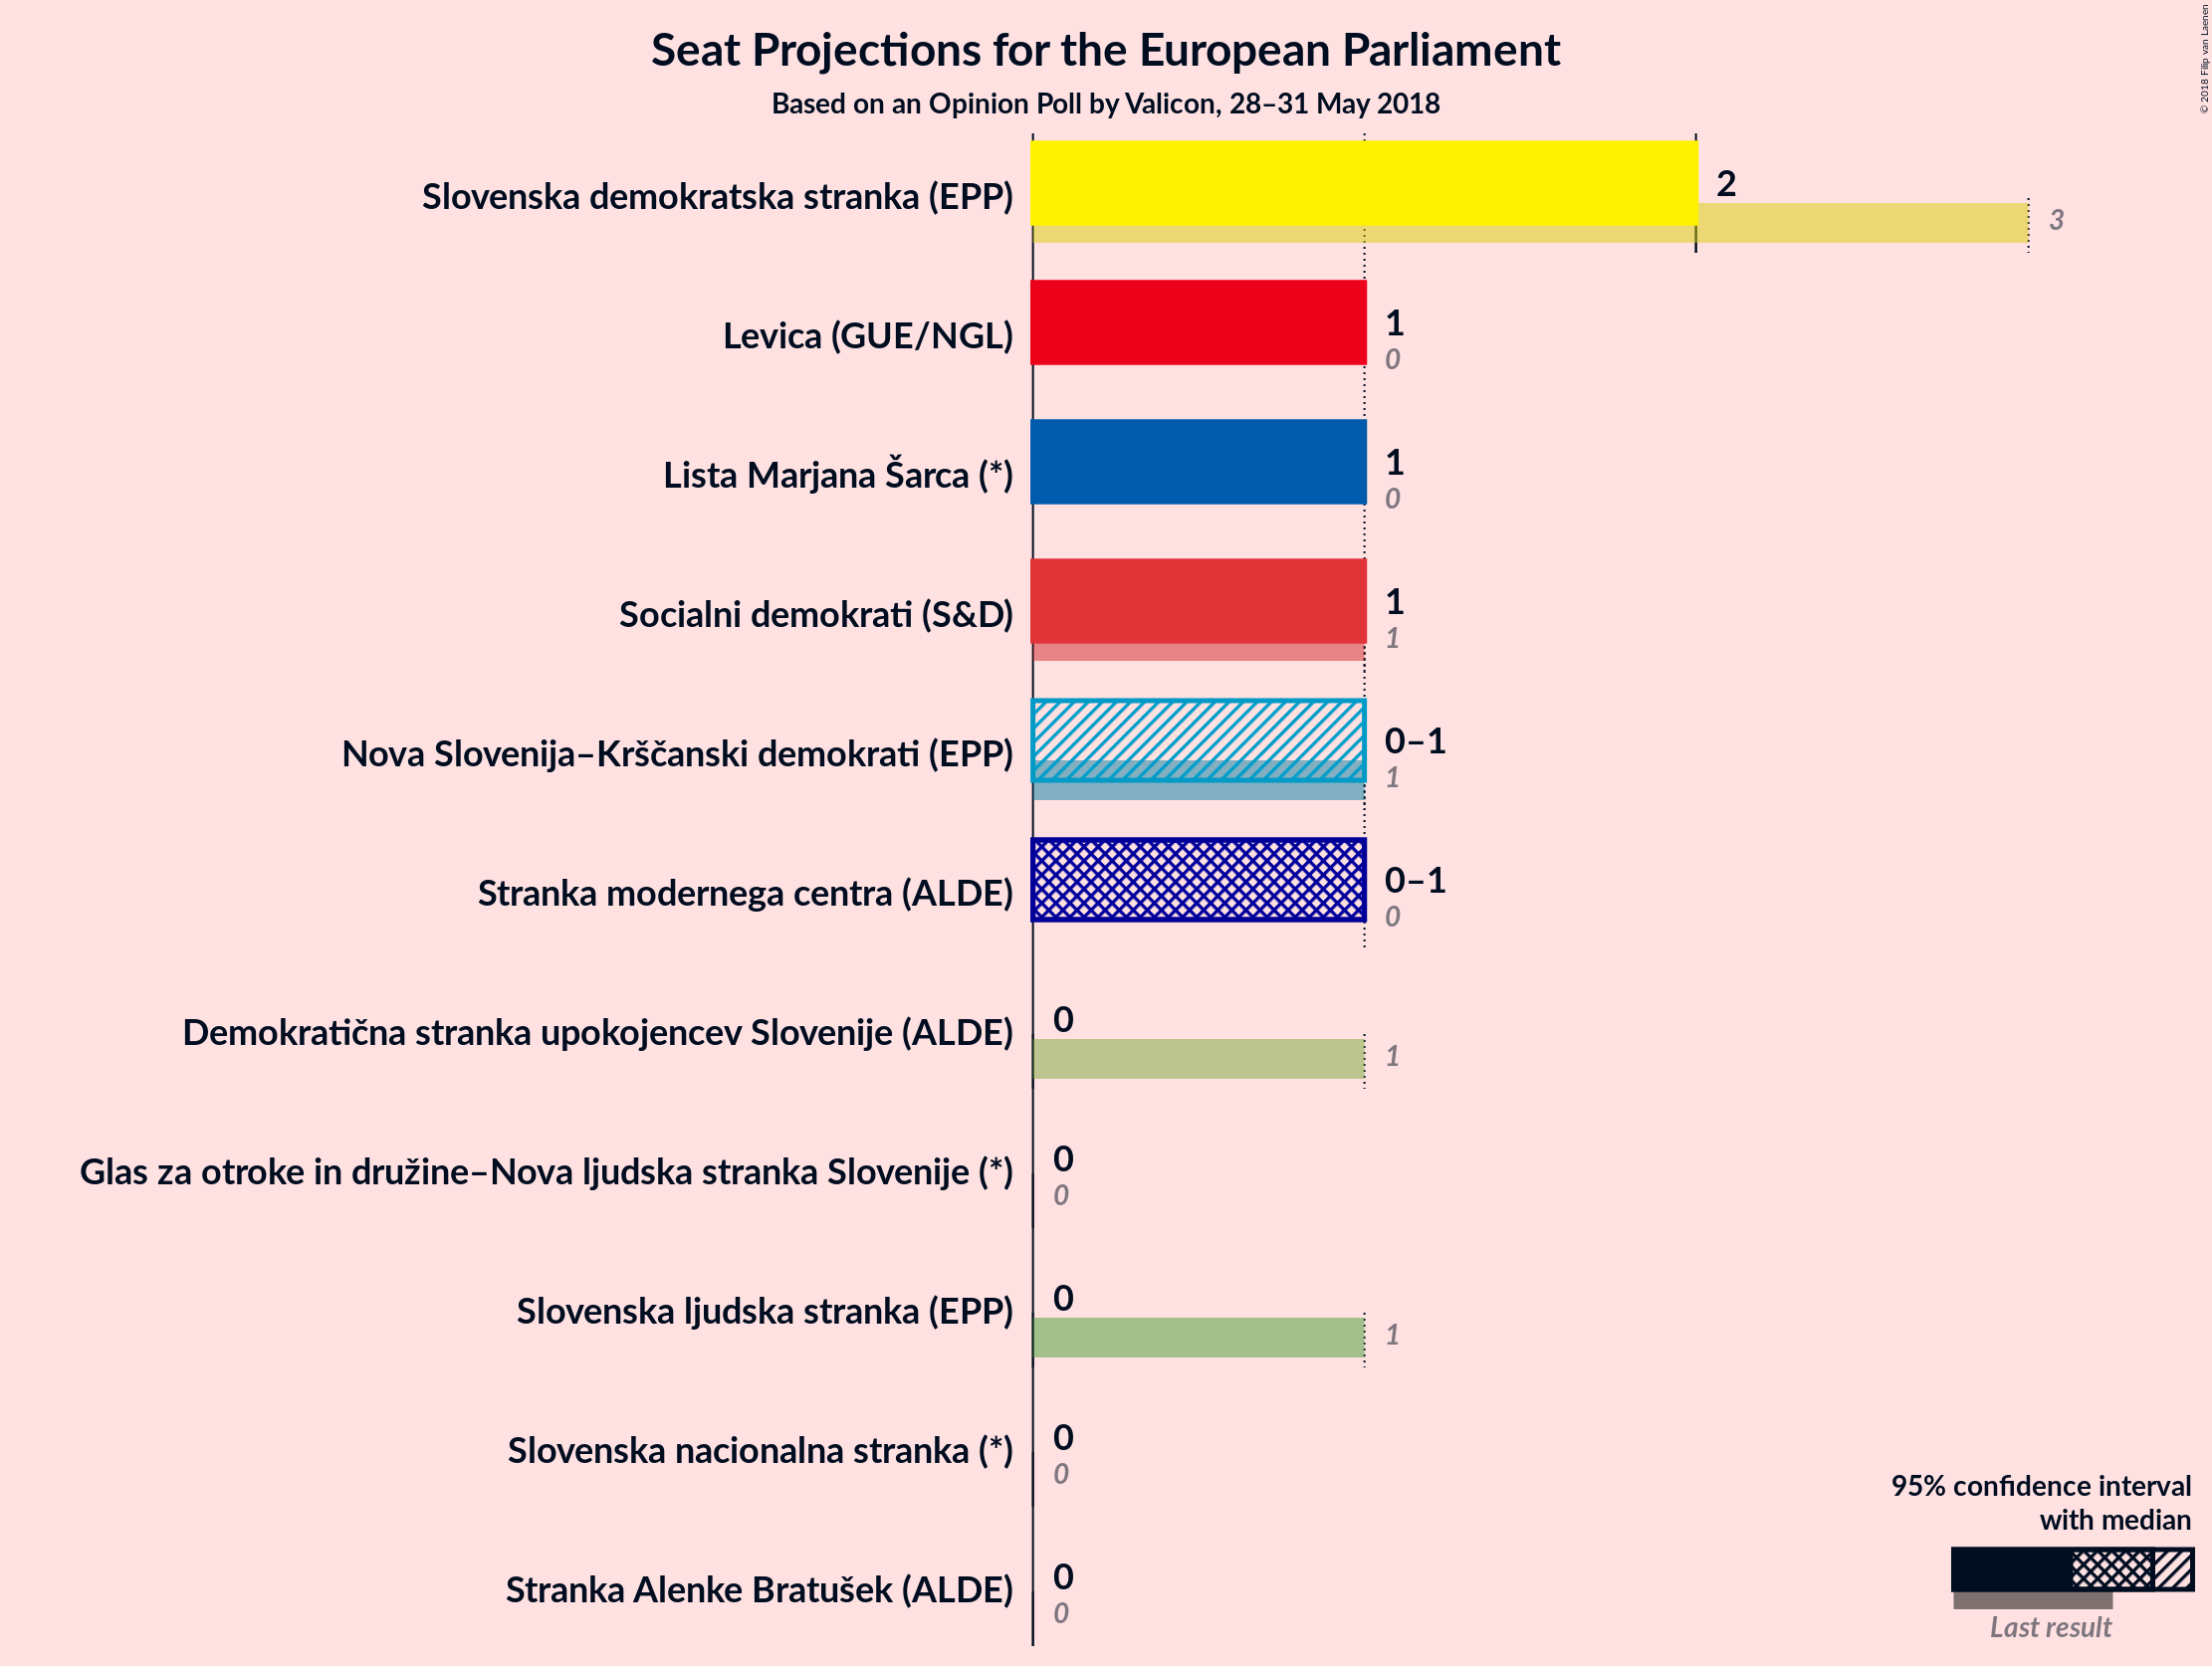 Seat Projections for the European Parliament
Based on an Opinion Poll by Valicon, 28–31 May 2018
© 2018 Filip van Laenen
Slovenska demokratska stranka (EPP)
2
3
Levica (GUE/NGL)
1
0
Lista Marjana Šarca (*)
1
0
Socialni demokrati (S&D)
1
1
Nova Slovenija–Krščanski demokrati (EPP)
0–1
1
Stranka modernega centra (ALDE)
0–1
0
Demokratična stranka upokojencev Slovenije (ALDE)
0
1
Glas za otroke in družine–Nova ljudska stranka Slovenije (*)
0
0
Slovenska ljudska stranka (EPP)
0
1
Slovenska nacionalna stranka (*)
0
0
Stranka Alenke Bratušek (ALDE)
0
0
95% confidence interval
with median
Last result